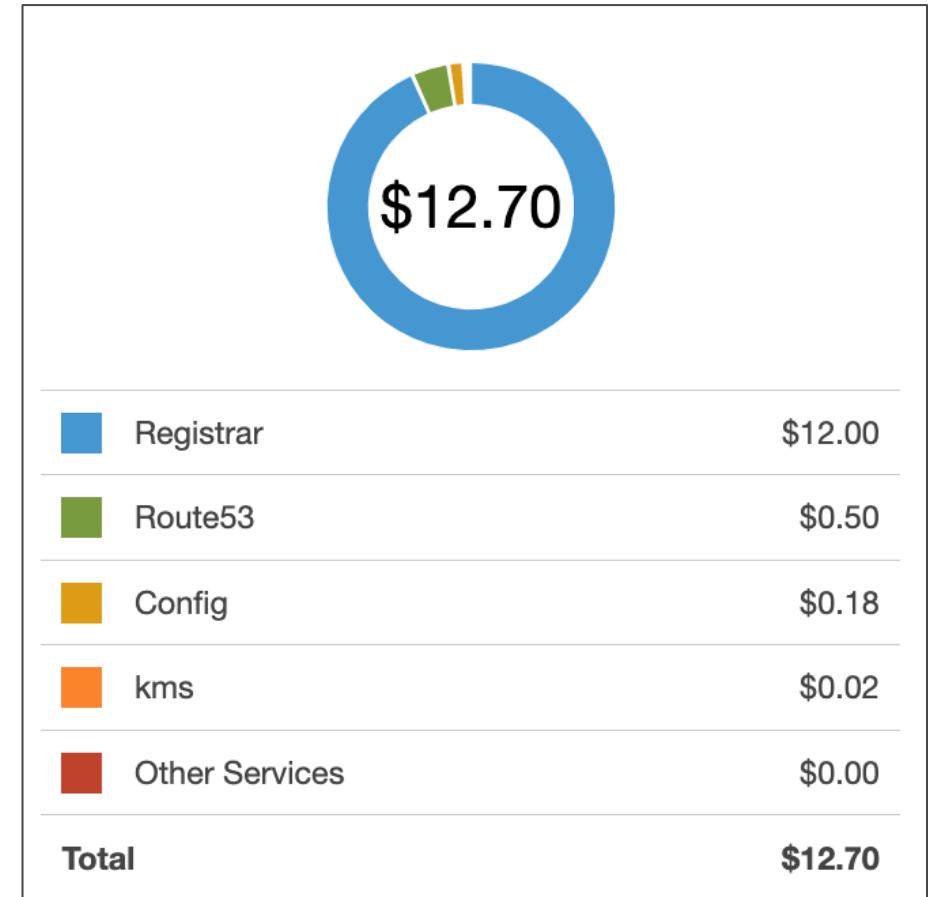 $12.70
Registrar $12.00
Route53 $0.50
Config $0.18
kms $0.02
Other Services $0.00
Total $12.70